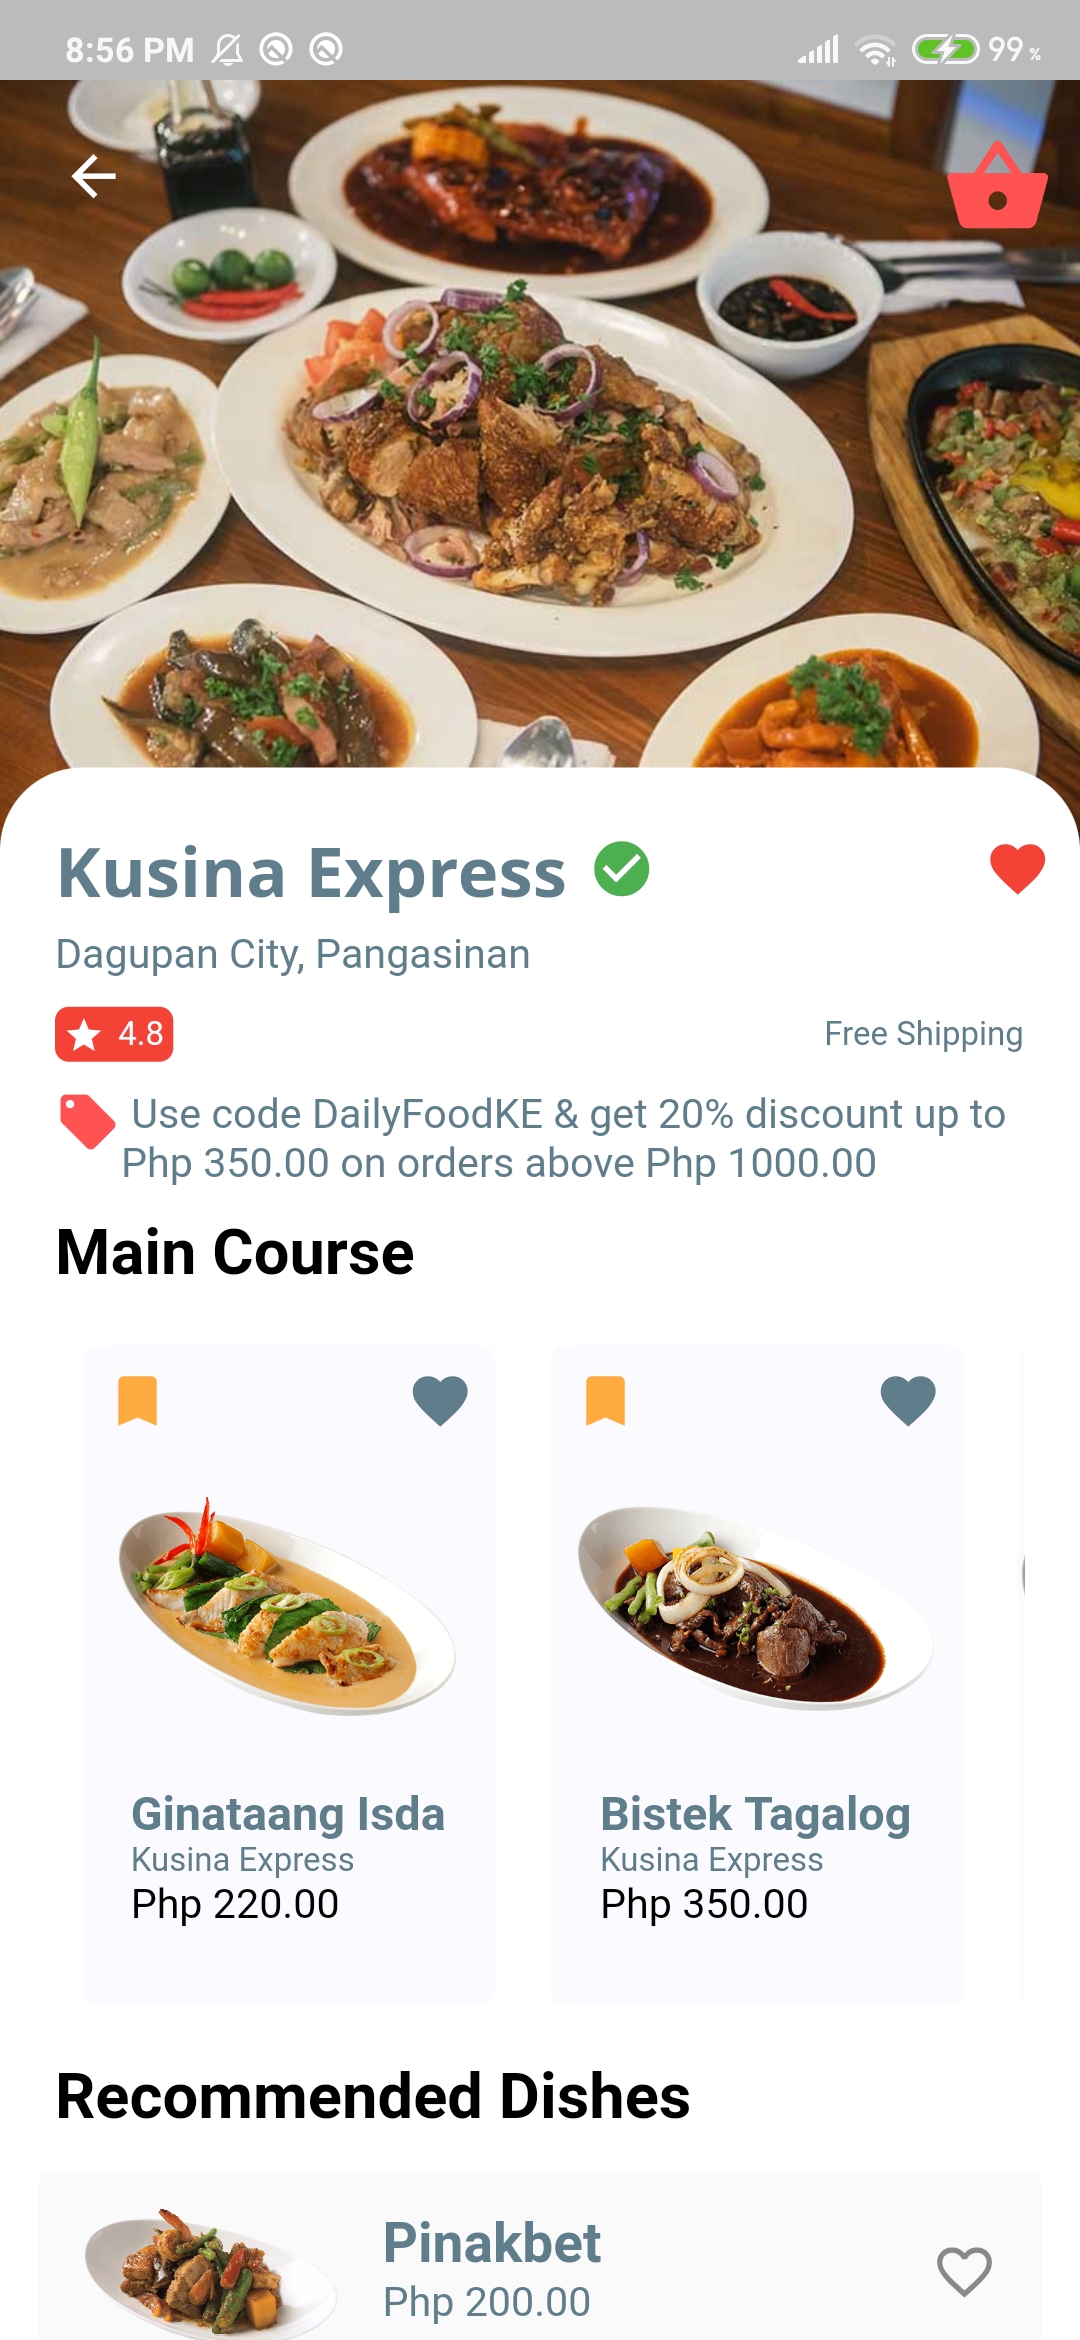 8:56 PM
99 %
Kusina Express
Dagupan City, Pangasinan
4.8
Free Shipping
Use code DailyFoodKE & get 20% discount up to
Php 350.00 on orders above Php 1000.00
Main Course
Ginataang Isda
Kusina Express
Php 220.00
Bistek Tagalog
Kusina Express
Php 350.00
Recommended Dishes
Pinakbet
Php 200.00